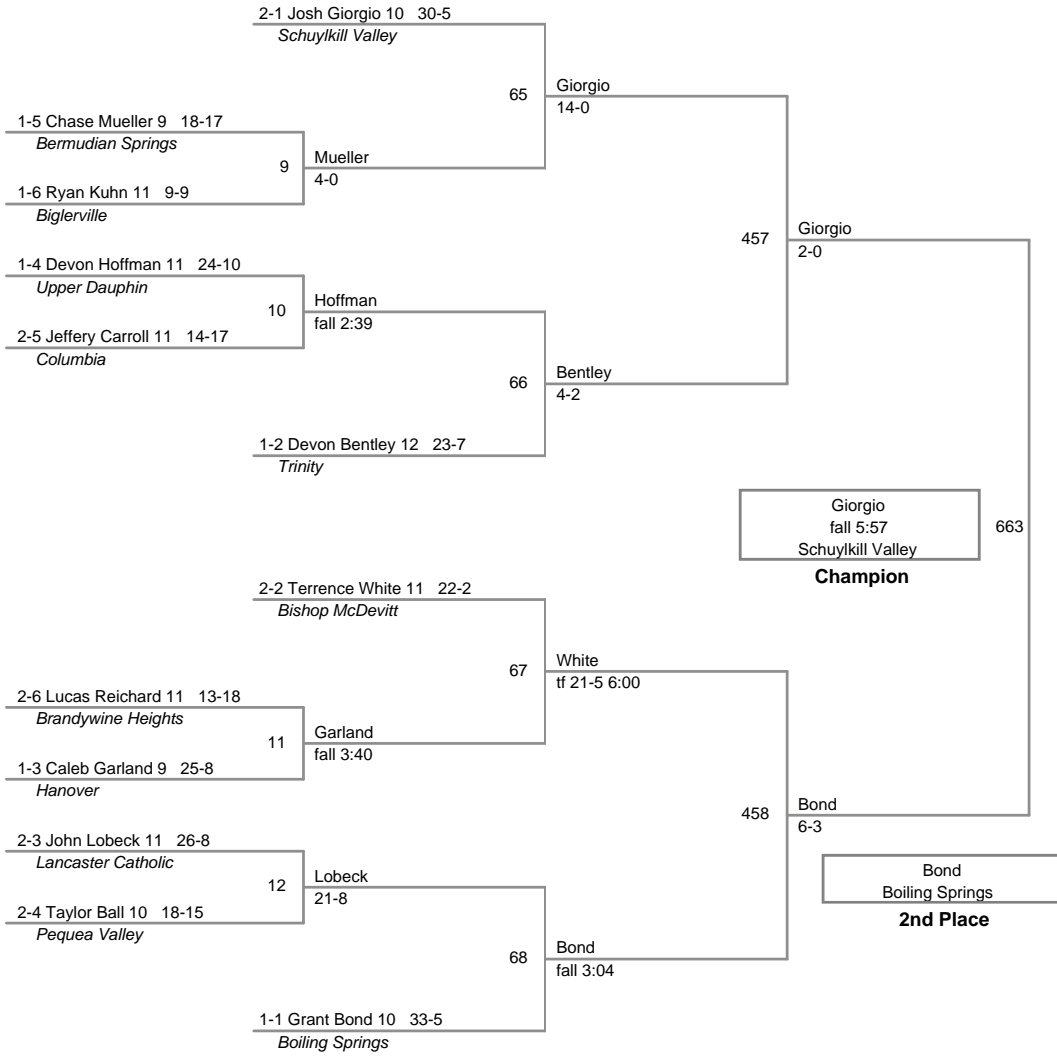 2-1 Josh Giorgio 10 30-5
Schuylkill Valley
65
Giorgio
14-0
1-5 Chase Mueller 9 18-17
Bermudian Springs
9
Mueller
4-0
1-6 Ryan Kuhn 11 9-9
Biglerville
457
Giorgio
2-0
1-4 Devon Hoffman 11 24-10
Upper Dauphin
10
Hoffman
fall 2:39
2-5 Jeffery Carroll 11 14-17
Columbia
66
Bentley
4-2
1-2 Devon Bentley 12 23-7
Trinity
Giorgio
fall 5:57
Schuylkill Valley
Champion
663
2-2 Terrence White 11 22-2
Bishop McDevitt
67
White
tf 21-5 6:00
2-6 Lucas Reichard 11 13-18
Brandywine Heights
11
Garland
fall 3:40
1-3 Caleb Garland 9 25-8
Hanover
458
Bond
6-3
2-3 John Lobeck 11 26-8
Lancaster Catholic
12
Lobeck
21-8
2-4 Taylor Ball 10 18-15
Pequea Valley
Bond
Boiling Springs
2nd Place
68
Bond
fall 3:04
1-1 Grant Bond 10 33-5
Boiling Springs